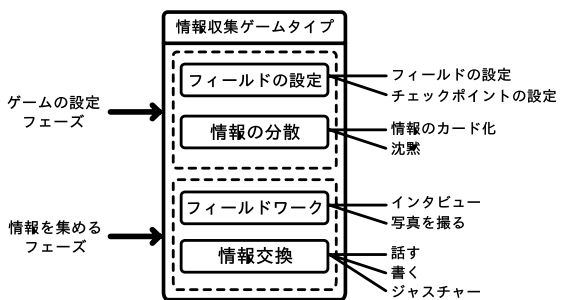 情報収集ゲームタイプ
ゲームの設定
フェーズ
フィールドの設定
フィールドの設定
チェックポイントの設定
情報の分散
情報のカード化
沈黙
情報を集める
フェーズ
フィールドワーク
インタビュー
写真を撮る
情報交換
話す
書く
ジャスチャー